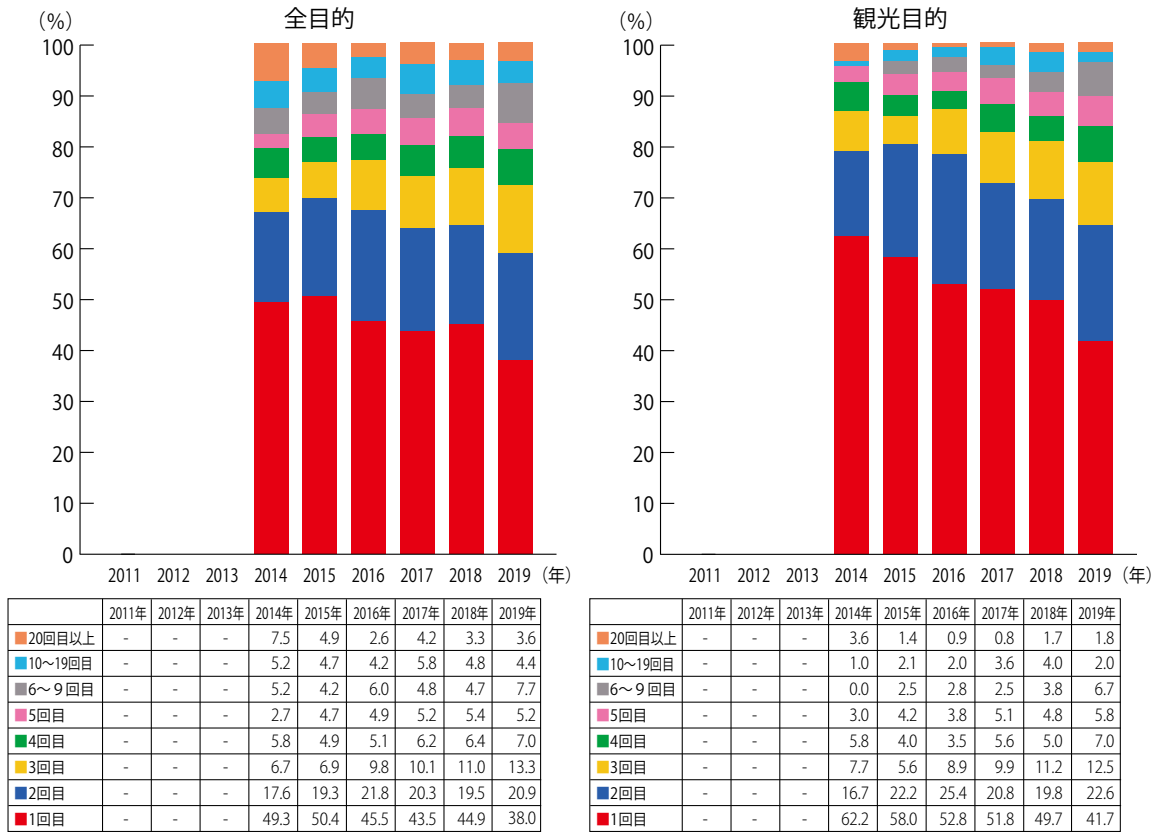 (%) 全目的
100
90
80
70
60
50
40
30
20
10
0
2011 2012 2013 2014 2015 2016 2017 2018 2019 (年)
2011年 2012年 2013年 2014年 2015年 2016年 2017年 2018年 2019年
20回目以上 - - - 7.5 4.9 2.6 4.2 3.3 3.6
10〜19回目 - - - 5.2 4.7 4.2 5.8 4.8 4.4
6〜9回目 - - - 5.2 4.2 6.0 4.8 4.7 7.7
5回目 - - - 2.7 4.7 4.9 5.2 5.4 5.2
4回目 - - - 5.8 4.9 5.1 6.2 6.4 7.0
3回目 - - - 6.7 6.9 9.8 10.1 11.0 13.3
2回目 - - - 17.6 19.3 21.8 20.3 19.5 20.9
1回目 - - - 49.3 50.4 45.5 43.5 44.9 38.0
(%) 観光目的
100
90
80
70
60
50
40
30
20
10
0
2011 2012 2013 2014 2015 2016 2017 2018 2019 (年)
2011年 2012年 2013年 2014年 2015年 2016年 2017年 2018年 2019年
20回目以上 - - - 3.6 1.4 0.9 0.8 1.7 1.8
10〜19回目 - - - 1.0 2.1 2.0 3.6 4.0 2.0
6〜9回目 - - - 0.0 2.5 2.8 2.5 3.8 6.7
5回目 - - - 3.0 4.2 3.8 5.1 4.8 5.8
4回目 - - - 5.8 4.0 3.5 5.6 5.0 7.0
3回目 - - - 7.7 5.6 8.9 9.9 11.2 12.5
2回目 - - - 16.7 22.2 25.4 20.8 19.8 22.6
1回目 - - - 62.2 58.0 52.8 51.8 49.7 41.7